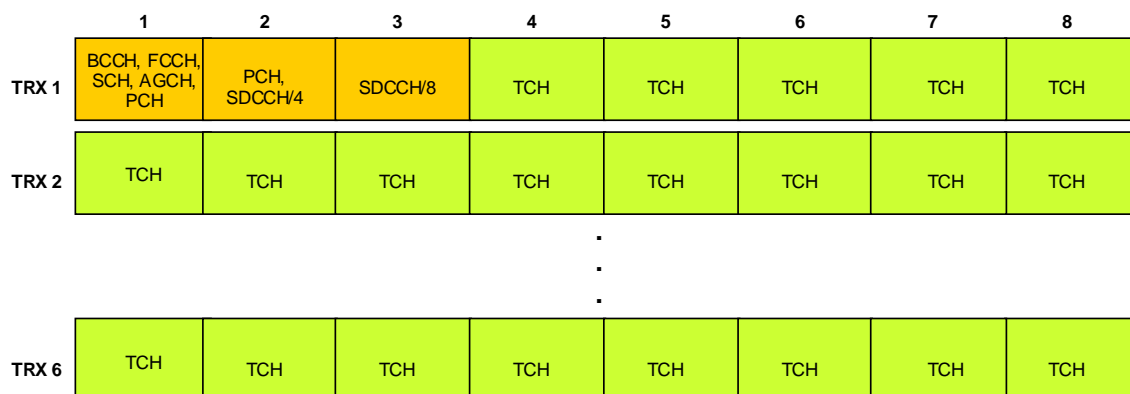 1 2 3 4 5 6 7 8
TRX 1
BCCH, FCCH,
SCH, AGCH,
PCH
PCH,
SDCCH/4
SDCCH/8
TCH TCH TCH TCH TCH
TRX 2 TCH TCH TCH TCH TCH TCH TCH TCH
.
.
.
TRX 6 TCH TCH TCH TCH TCH TCH TCH TCH